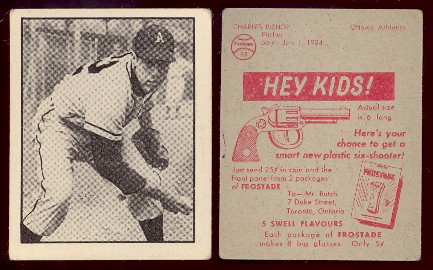 A
CHARLES BISHOP Ottawa Athletics
Pitcher
Born: Jan. 1, 1924
HEY KIDS!
Actual size
is 6" long
Here's your
chance to get a
smart new plastic six-shooter!
Just send 25¢ in coin and the
front panel from 2 packages
of FROSTADE
To— Mr. Rutch
7 Duke Street,
Toronto, Ontario
FROSTADE
5 SWELL FLAVOURS
Each package of FROSTADE
makes 8 big glasses Only 5¢